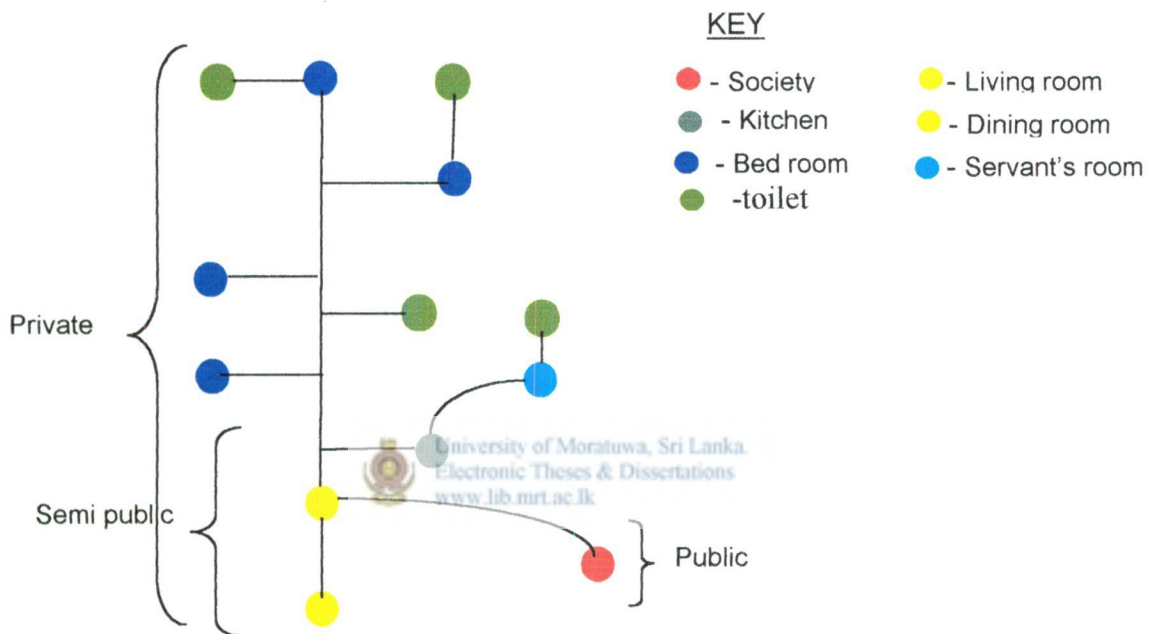 KEY
- Society
- Kitchen
- Bed room
-toilet
- Living room
- Dining room
- Servant's room
Private
Semi public
Public
University of Moratuwa, Sri Lanka.
Electronic Theses & Dissertations
www.lib.mrt.ac.lk